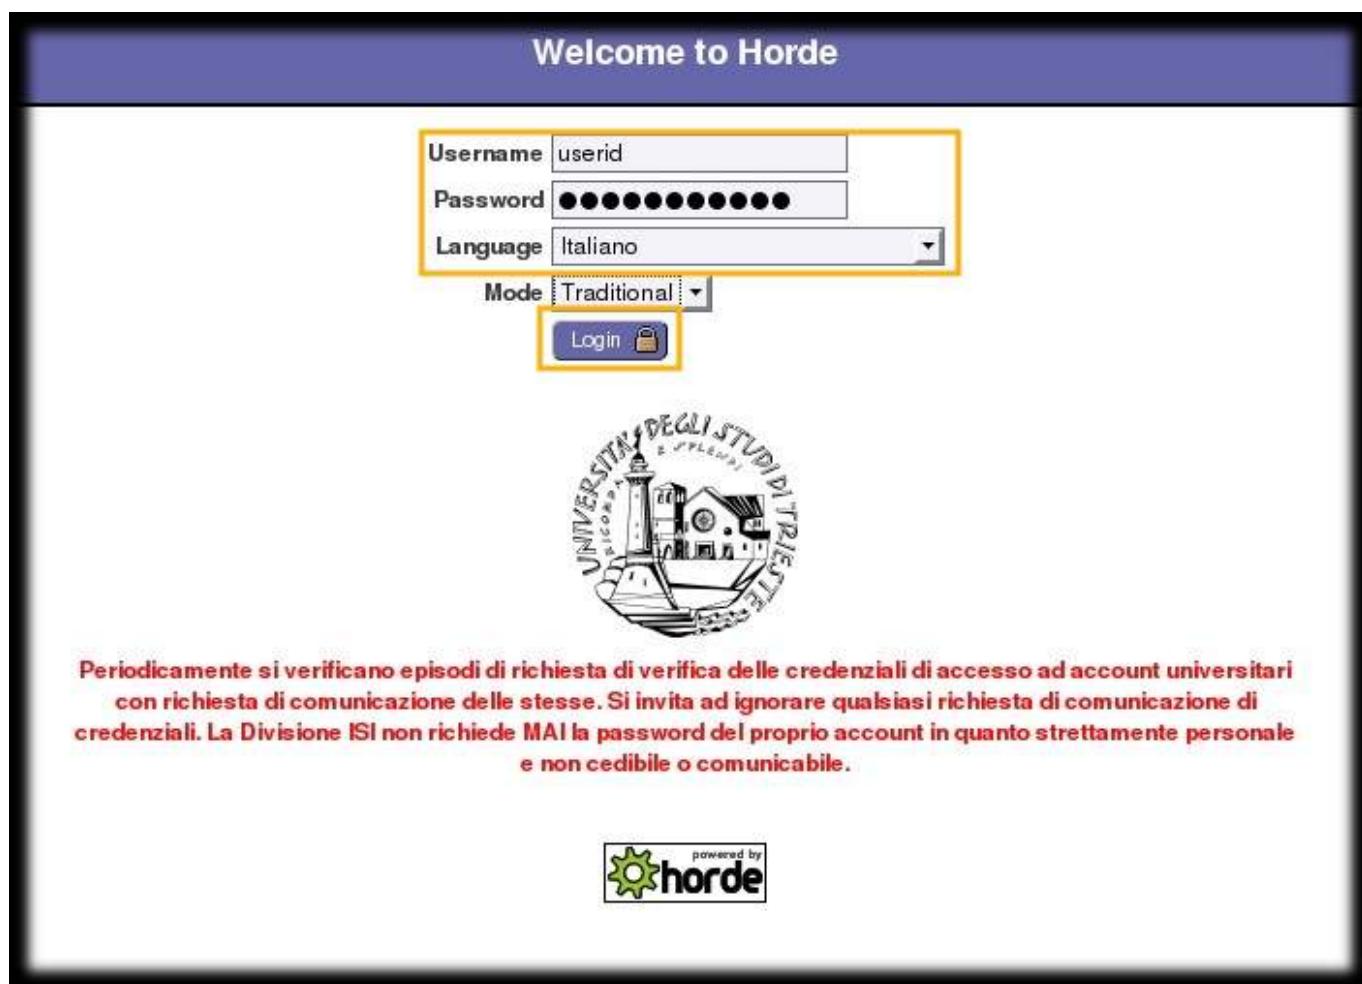 Welcome to Horde
Username userid
Password ●●●●●●●●●●●
Language Italiano
Mode Traditional
Login
UNIVERSITA' DEGLI STUDI DI TRIESTE
RICORDA E SPLENDI
Periodicamente si verificano episodi di richiesta di verifica delle credenziali di accesso ad account universitari
con richiesta di comunicazione delle stesse. Si invita ad ignorare qualsiasi richiesta di comunicazione di
credenziali. La Divisione ISI non richiede MAI la password del proprio account in quanto strettamente personale
e non cedibile o comunicabile.
powered by
horde